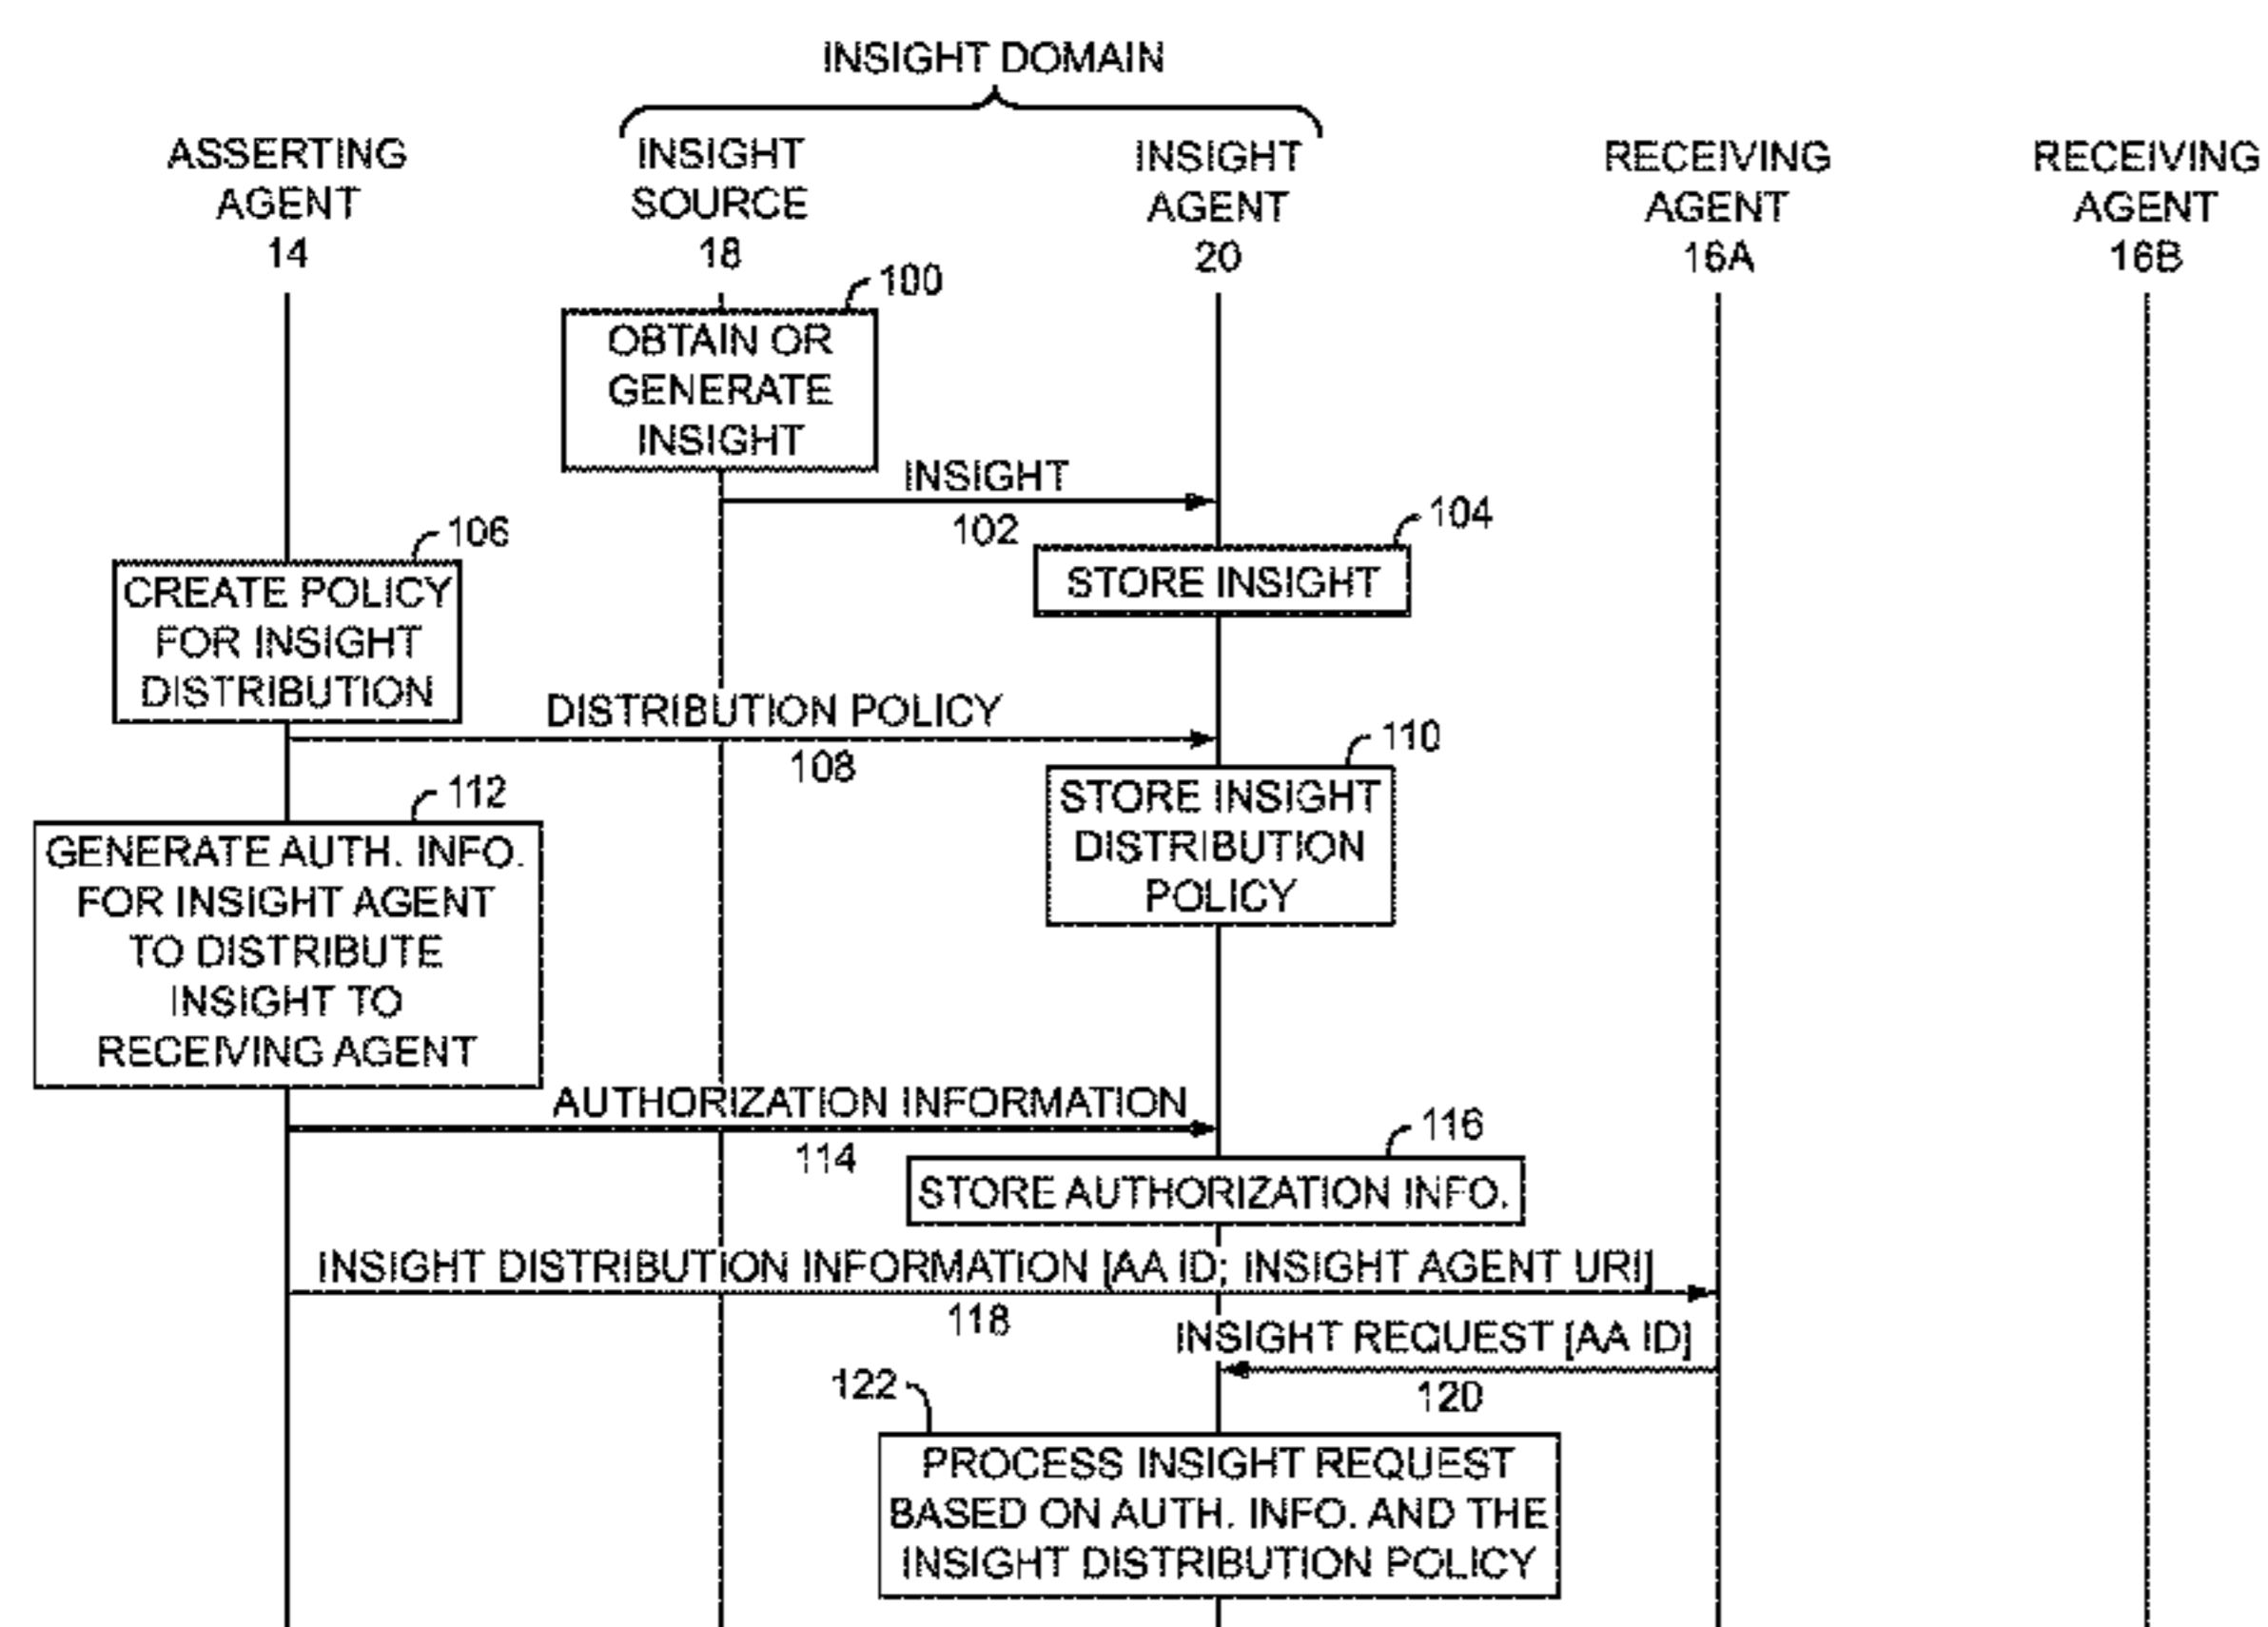 INSIGHT DOMAIN
ASSERTING
AGENT
14
INSIGHT
SOURCE
18
INSIGHT
AGENT
20
RECEIVING
AGENT
16A
RECEIVING
AGENT
16B
100
OBTAIN OR
GENERATE
INSIGHT
INSIGHT
102
104
STORE INSIGHT
106
CREATE POLICY
FOR INSIGHT
DISTRIBUTION
DISTRIBUTION POLICY
108
110
STORE INSIGHT
DISTRIBUTION
POLICY
112
GENERATE AUTH. INFO.
FOR INSIGHT AGENT
TO DISTRIBUTE
INSIGHT TO
RECEIVING AGENT
AUTHORIZATION INFORMATION
114
116
STORE AUTHORIZATION INFO.
INSIGHT DISTRIBUTION INFORMATION [AA ID; INSIGHT AGENT URI]
118
INSIGHT REQUEST [AA ID]
120
122
PROCESS INSIGHT REQUEST
BASED ON AUTH. INFO. AND THE
INSIGHT DISTRIBUTION POLICY